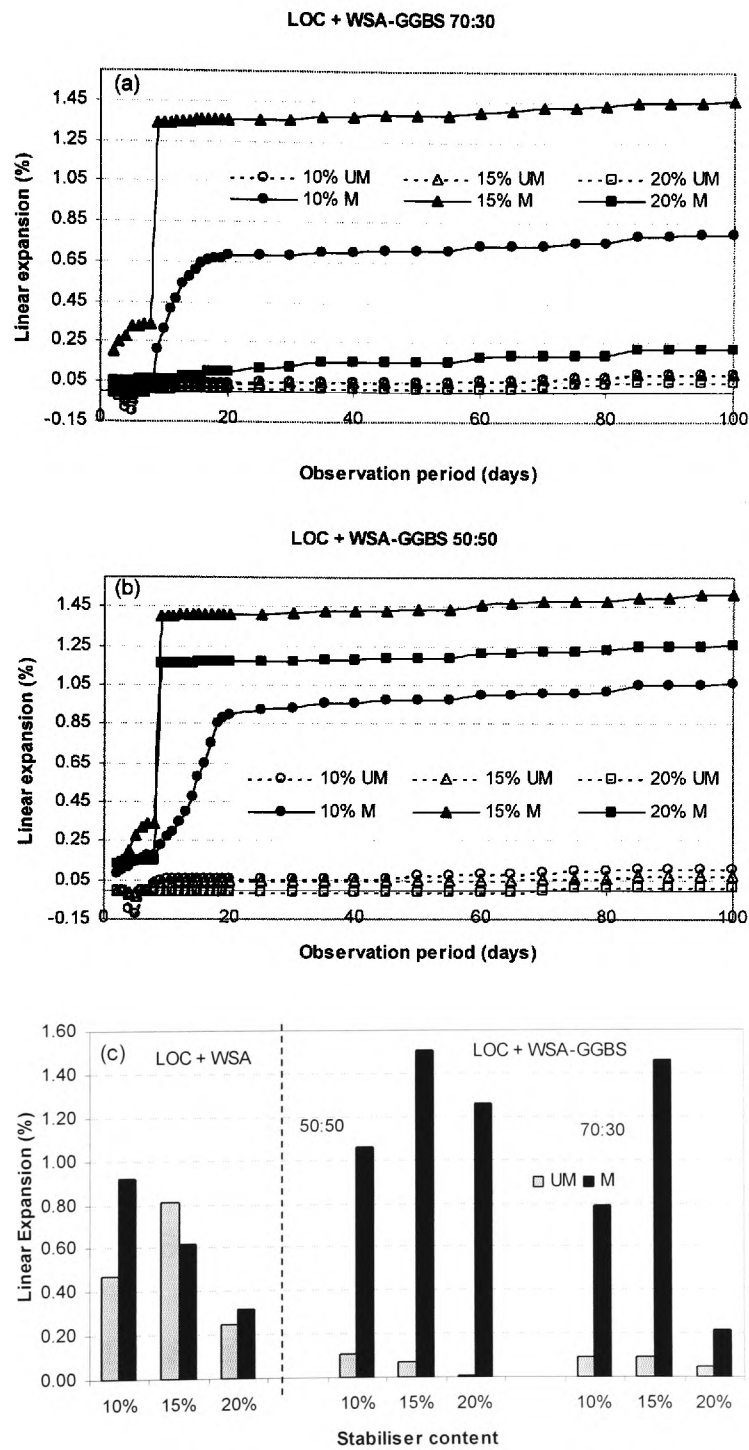 LOC + WSA-GGBS 70:30
(a)
Linear expansion (%)
1.45
1.25
1.05
0.85
0.65
0.45
0.25
0.05
-0.15
10% UM 15% UM 20% UM
10% M 15% M 20% M
0 20 40 60 80 100
Observation period (days)
LOC + WSA-GGBS 50:50
(b)
Linear expansion (%)
1.45
1.25
1.05
0.85
0.65
0.45
0.25
0.05
-0.15
10% UM 15% UM 20% UM
10% M 15% M 20% M
0 20 40 60 80 100
Observation period (days)
(c)
Linear Expansion (%)
1.60
1.40
1.20
1.00
0.80
0.60
0.40
0.20
0.00
LOC + WSA LOC + WSA-GGBS
50:50 70:30
UM M
10% 15% 20% 10% 15% 20% 10% 15% 20%
Stabiliser content